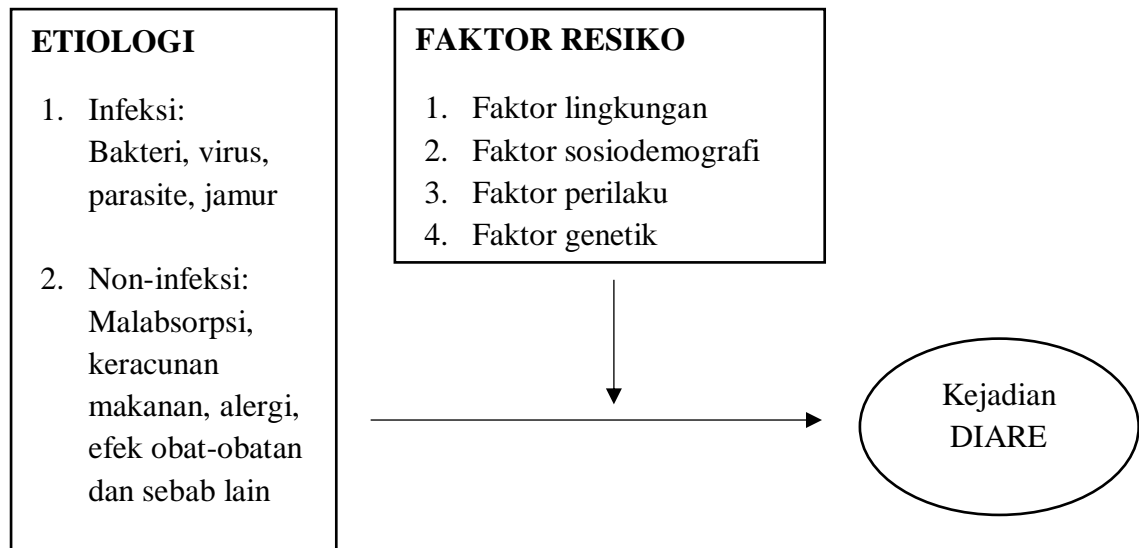 ETIOLOGI
1. Infeksi:
Bakteri, virus,
parasite, jamur
2. Non-infeksi:
Malabsorpsi,
keracunan
makanan, alergi,
efek obat-obatan
dan sebab lain
FAKTOR RESIKO
1. Faktor lingkungan
2. Faktor sosiodemografi
3. Faktor perilaku
4. Faktor genetik
Kejadian
DIARE